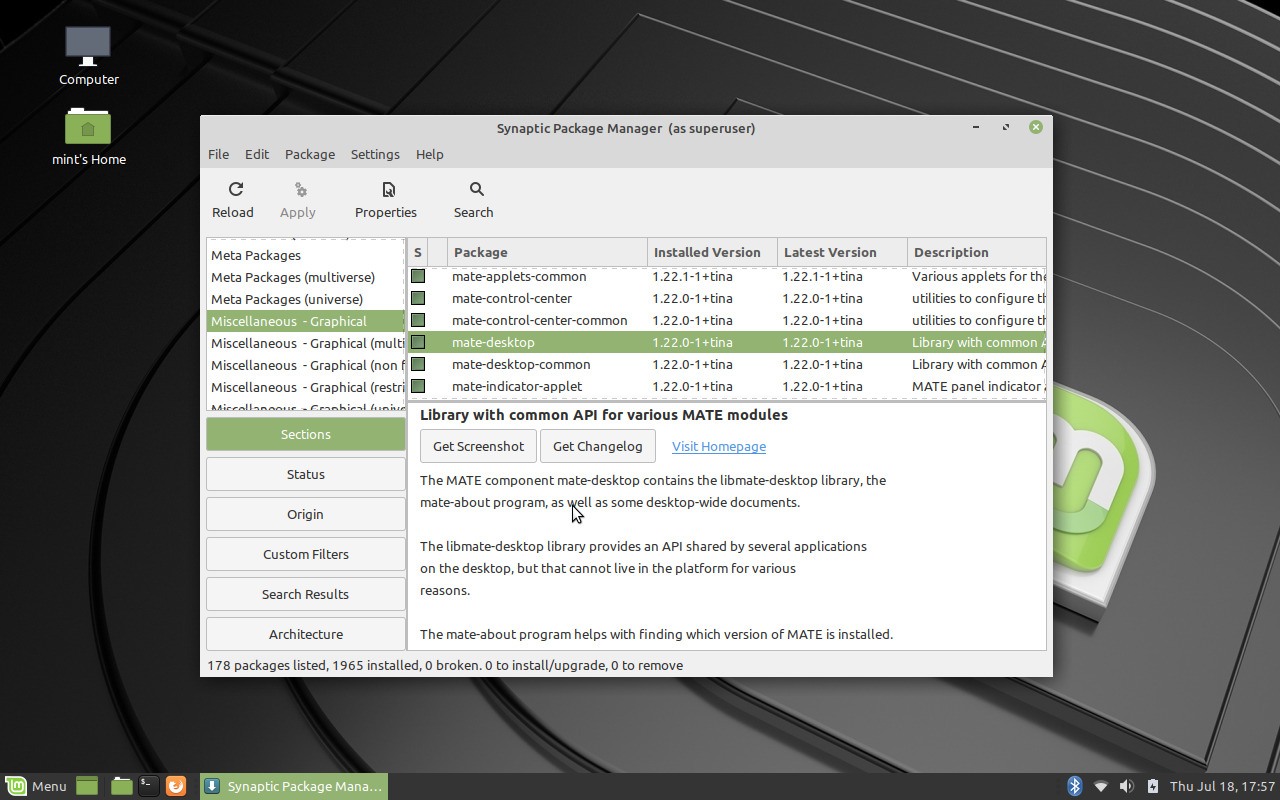 Computer
mint's Home
Synaptic Package Manager (as superuser)
File Edit Package Settings Help
Reload Apply Properties Search
Meta Packages
Meta Packages (multiverse)
Meta Packages (universe)
Miscellaneous - Graphical
Miscellaneous - Graphical (multi
Miscellaneous - Graphical (non f
Miscellaneous - Graphical (restri
Miscellaneous - Graphical (unive
Sections
Status
Origin
Custom Filters
Search Results
Architecture
S Package Installed Version Latest Version Description
mate-applets-common 1.22.1-1+tina 1.22.1-1+tina Various applets for the
mate-control-center 1.22.0-1+tina 1.22.0-1+tina utilities to configure th
mate-control-center-common 1.22.0-1+tina 1.22.0-1+tina utilities to configure th
mate-desktop 1.22.0-1+tina 1.22.0-1+tina Library with common A
mate-desktop-common 1.22.0-1+tina 1.22.0-1+tina Library with common A
mate-indicator-applet 1.22.0-1+tina 1.22.0-1+tina MATE panel indicator a
Library with common API for various MATE modules
Get Screenshot Get Changelog Visit Homepage
The MATE component mate-desktop contains the libmate-desktop library, the
mate-about program, as well as some desktop-wide documents.
The libmate-desktop library provides an API shared by several applications
on the desktop, but that cannot live in the platform for various
reasons.
The mate-about program helps with finding which version of MATE is installed.
178 packages listed, 1965 installed, 0 broken. 0 to install/upgrade, 0 to remove
Menu Synaptic Package Mana... Thu Jul 18, 17:57